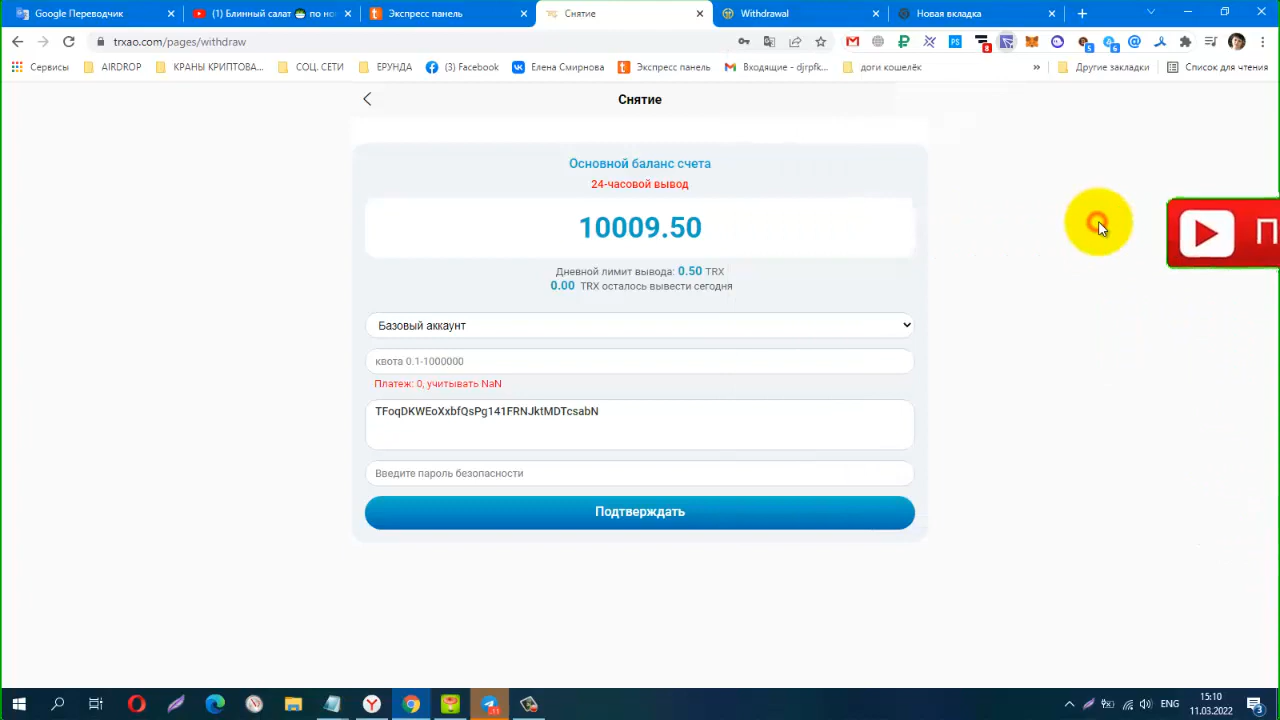 Google Переводчик
(1) Блинный салат по но
Экспресс панель
Снятие
Withdrawal
Новая вкладка
trxao.com/pages/withdraw
Сервисы
AIRDROP
КРАНЫ КРИПТОВА...
СОЦ. СЕТИ
ЕРУНДА
(3) Facebook
Елена Смирнова
Экспресс панель
Входящие - djrpfk...
доги кошелёк
»
Другие закладки
Список для чтения
Снятие
Основной баланс счета
24-часовой вывод
10009.50
Дневной лимит вывода: 0.50 TRX
0.00 TRX осталось вывести сегодня
Базовый аккаунт
квота 0.1-1000000
Платеж: 0, учитывать NaN
TFoqDKWEoXxbfQsPg141FRNJktMDTcsabN
Введите пароль безопасности
Подтверждать
П
ENG
15:10
11.03.2022